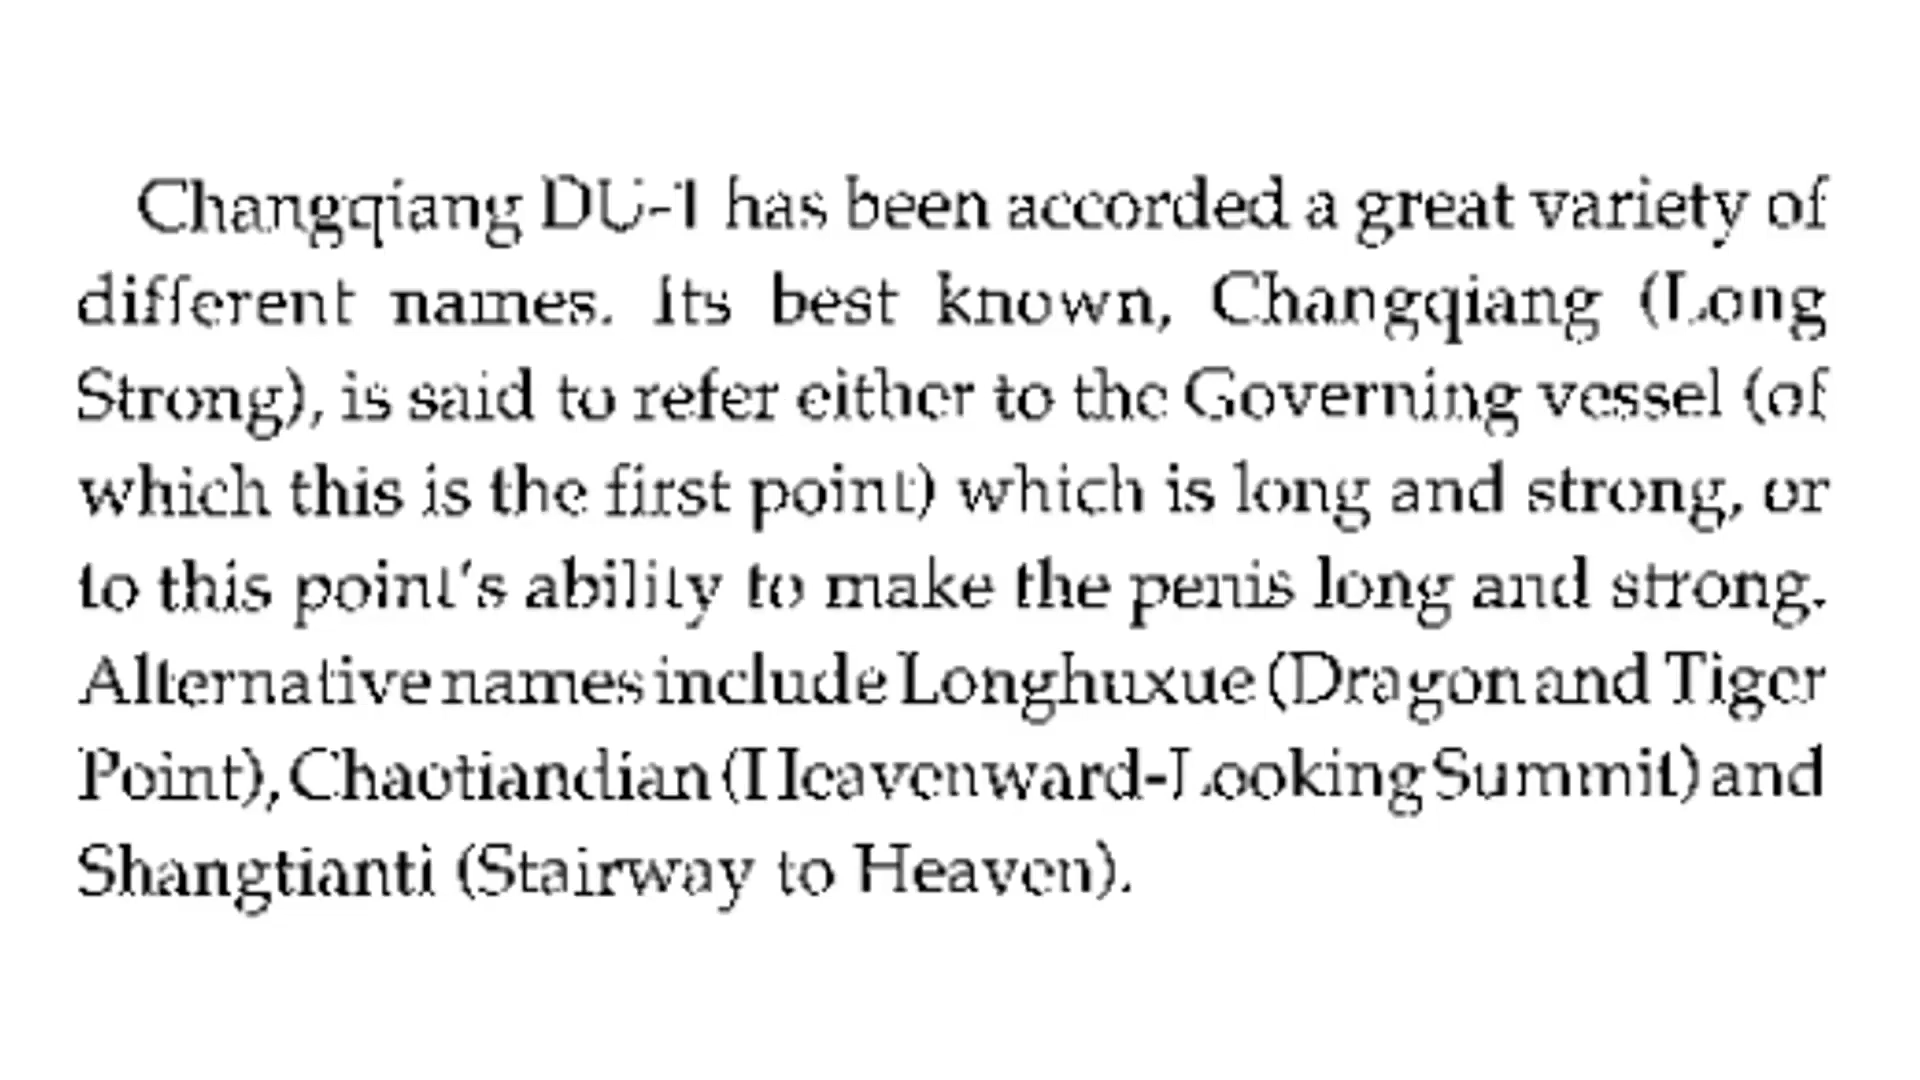 Changqiang DU-1 has been accorded a great variety of
different names. Its best known, Changqiang (Long
Strong), is said to refer either to the Governing vessel (of
which this is the first point) which is long and strong, or
to this point's ability to make the penis long and strong.
Alternative names include Longhuxue (Dragon and Tiger
Point), Chaotiandian (Heavenward-Looking Summit) and
Shangtianti (Stairway to Heaven).